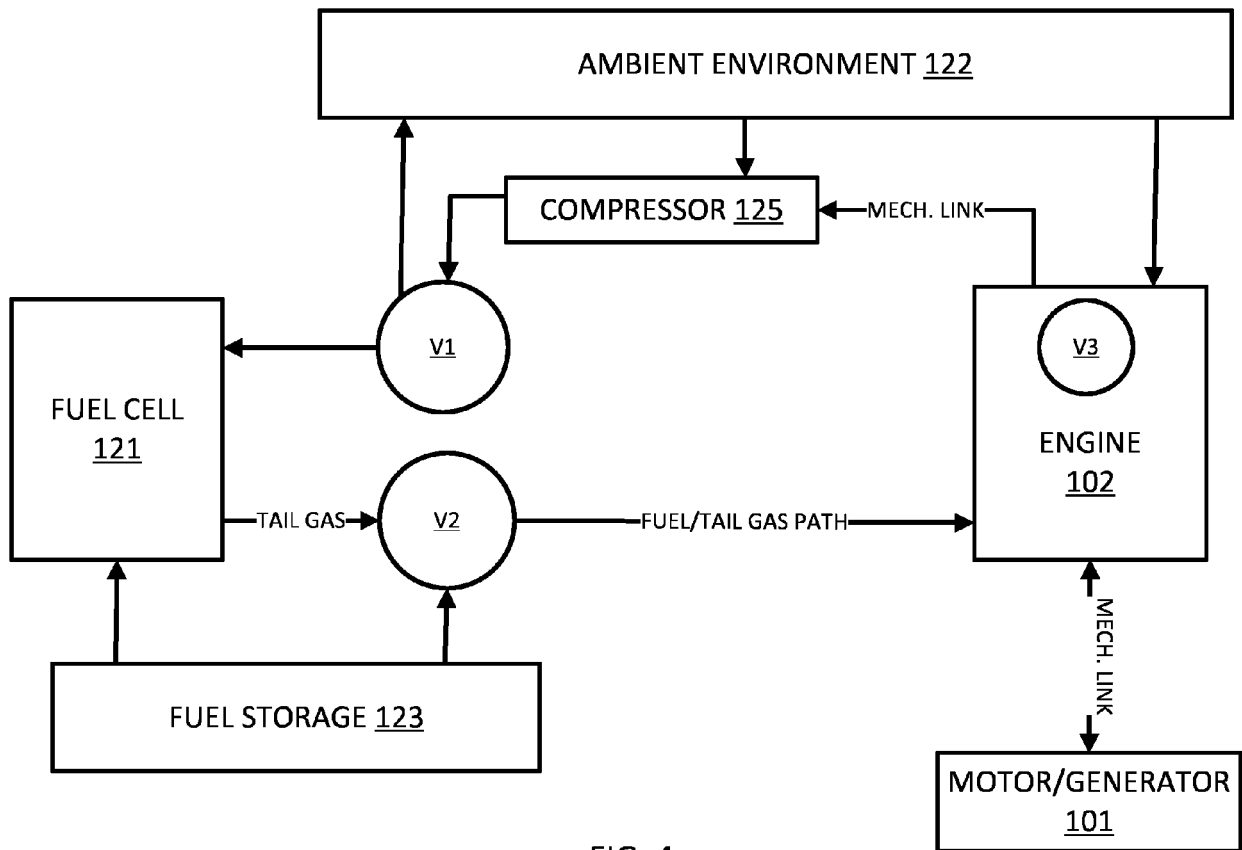 AMBIENT ENVIRONMENT 122
COMPRESSOR 125
MECH. LINK
V1
V3
FUEL CELL
121
ENGINE
102
TAIL GAS
V2
FUEL/TAIL GAS PATH
MECH. LINK
FUEL STORAGE 123
MOTOR/GENERATOR
101